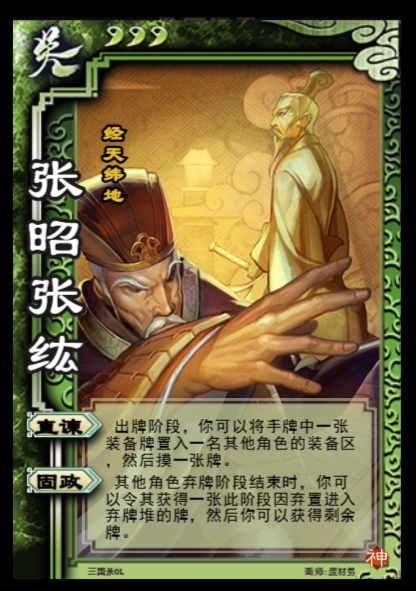 吴
经天纬地
张昭张纮
直谏
出牌阶段，你可以将手牌中一张
装备牌置入一名其他角色的装备区
，然后摸一张牌。
固政
其他角色弃牌阶段结束时，你可
以令其获得一张此阶段因弃置进入
弃牌堆的牌，然后你可以获得剩余
牌。
神
三国杀OL
画师：废材男